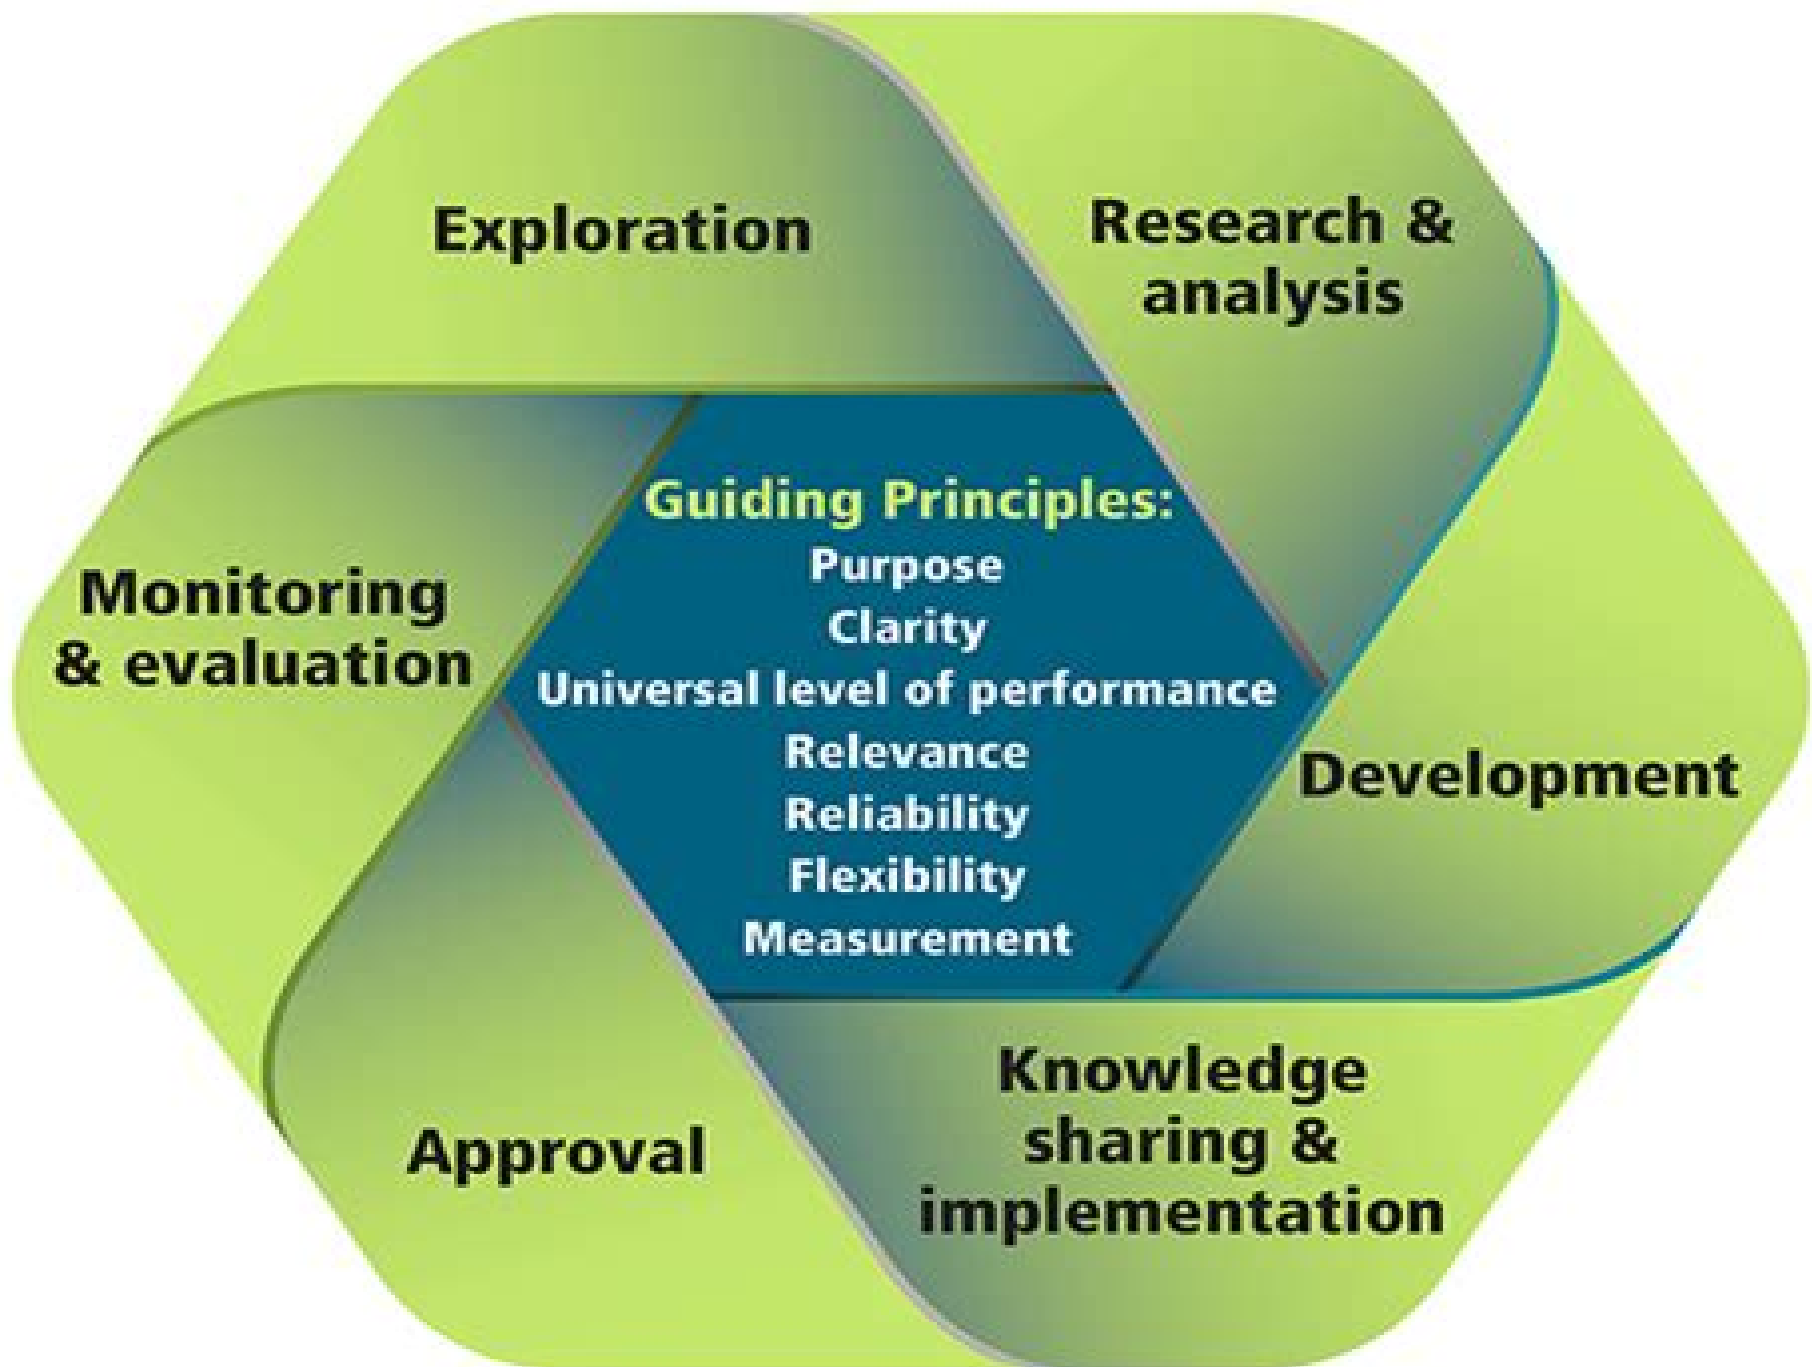 Exploration
Research &
analysis
Guiding Principles:
Purpose
Clarity
Universal level of performance
Relevance
Reliability
Flexibility
Measurement
Monitoring
& evaluation
Development
Knowledge
sharing &
implementation
Approval